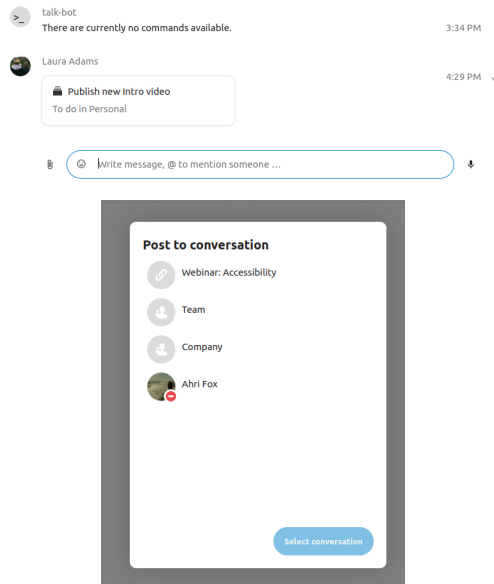 talk-bot
There are currently no commands available.
3:34 PM
Laura Adams
4:29 PM
Publish new Intro video
To do in Personal
Write message, @ to mention someone …
Post to conversation
Webinar: Accessibility
Team
Company
Ahri Fox
Select conversation